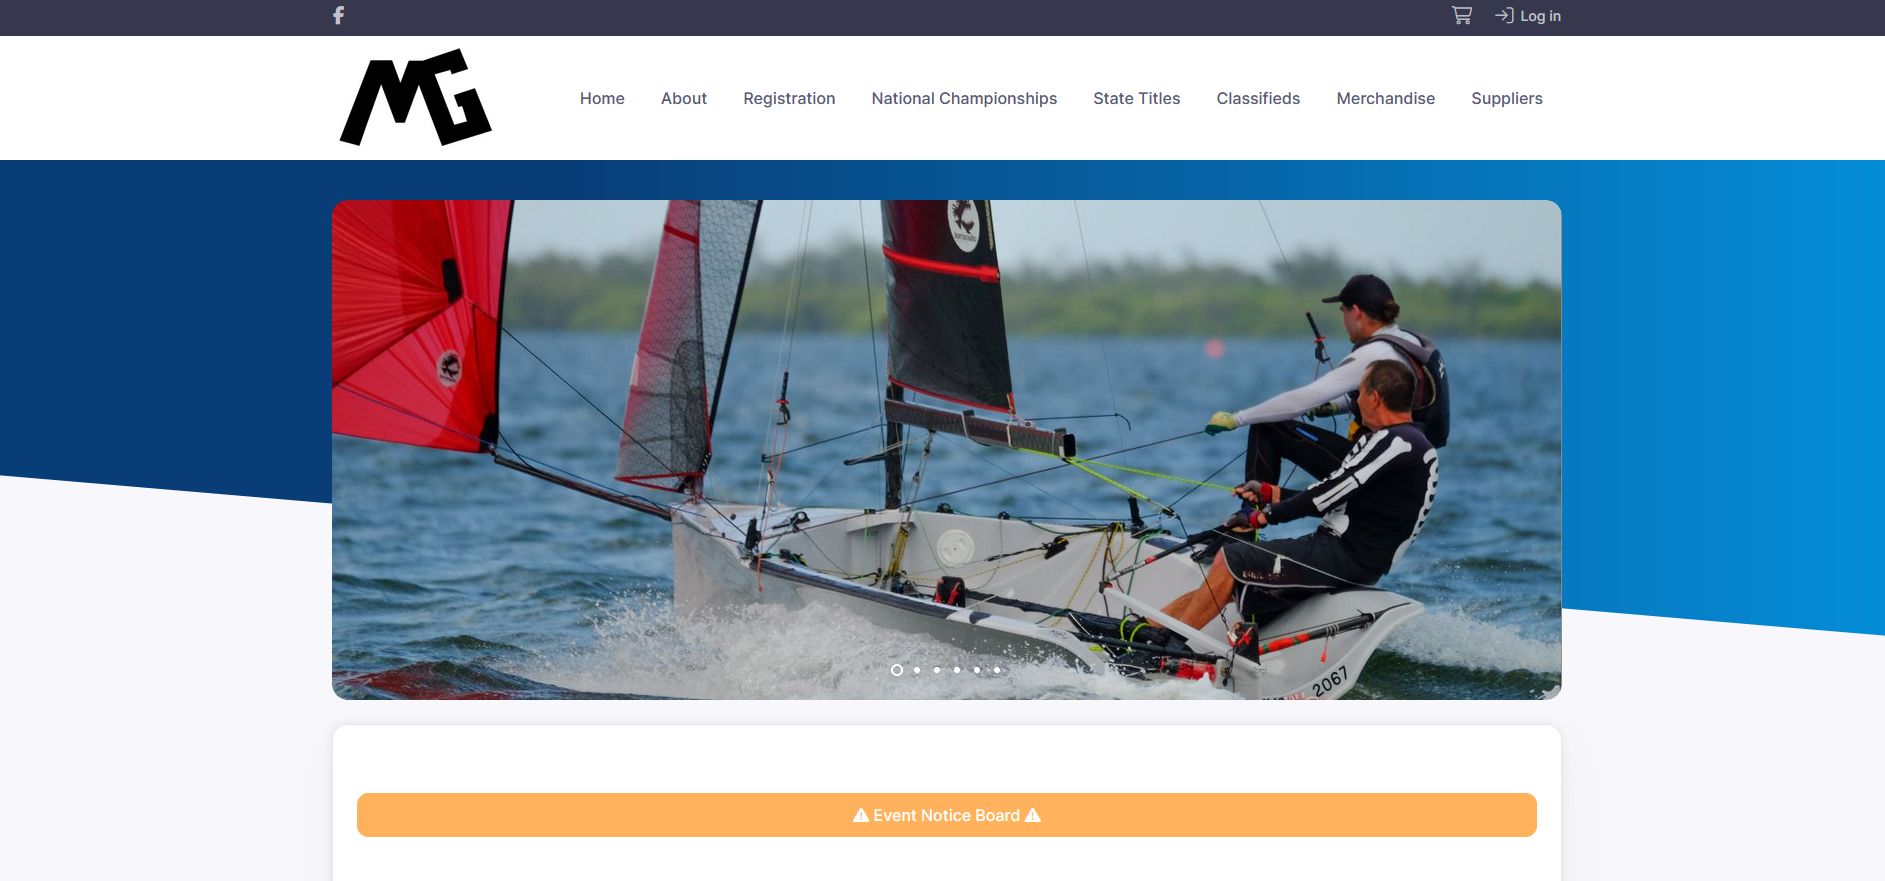 Log in
MG
Home About Registration National Championships State Titles Classifieds Merchandise Suppliers
2067
Event Notice Board